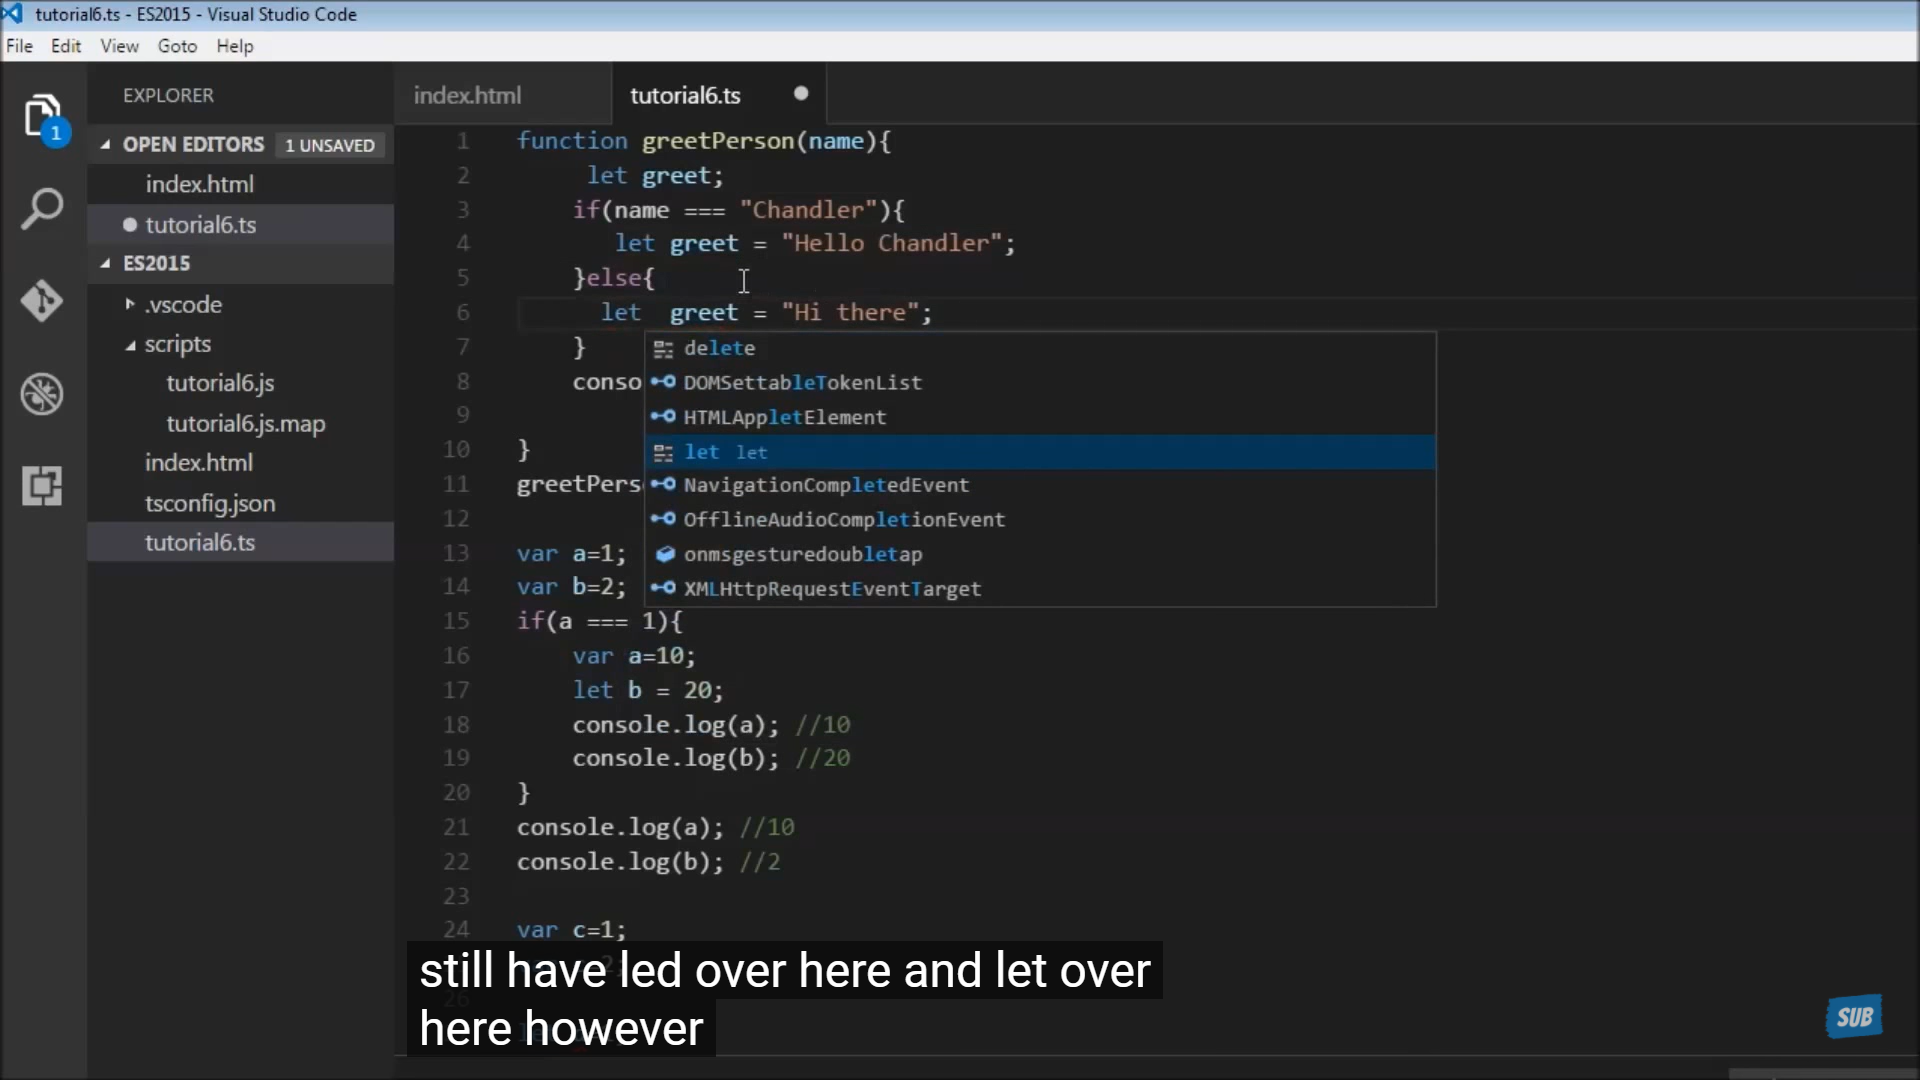 tutorial6.ts - ES2015 - Visual Studio Code
File Edit View Goto Help
EXPLORER
index.html
tutorial6.ts
1
OPEN EDITORS 1 UNSAVED
index.html
tutorial6.ts
ES2015
.vscode
scripts
tutorial6.js
tutorial6.js.map
index.html
tsconfig.json
tutorial6.ts
1 function greetPerson(name){
2 let greet;
3 if(name === "Chandler"){
4 let greet = "Hello Chandler";
5 }else{
6 let  greet = "Hi there";
7 }
8 conso
9
10 }
11 greetPers
12
13 var a=1;
14 var b=2;
15 if(a === 1){
16 var a=10;
17 let b = 20;
18 console.log(a); //10
19 console.log(b); //20
20 }
21 console.log(a); //10
22 console.log(b); //2
23
24 var c=1;
delete
DOMSettableTokenList
HTMLAppletElement
let let
NavigationCompletedEvent
OfflineAudioCompletionEvent
onmsgesturedoubletap
XMLHttpRequestEventTarget
still have led over here and let over
here however
SUB